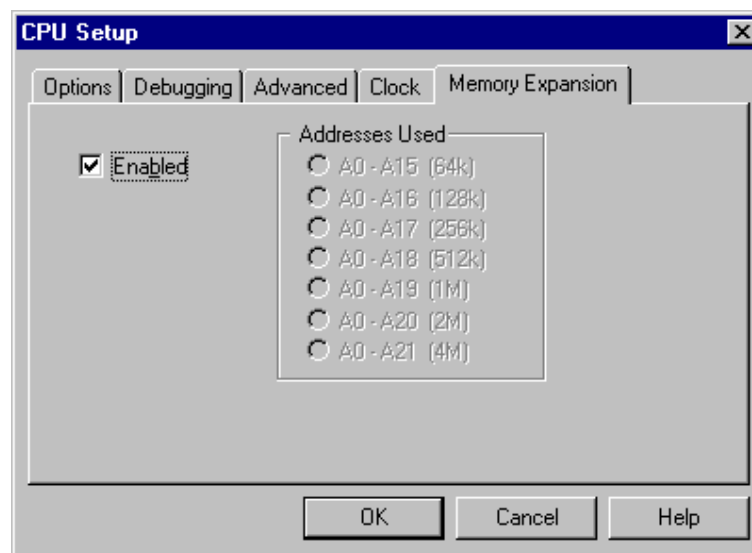 CPU Setup
Options Debugging Advanced Clock Memory Expansion
Enabled
Addresses Used
A0 - A15 (64k)
A0 - A16 (128k)
A0 - A17 (256k)
A0 - A18 (512k)
A0 - A19 (1M)
A0 - A20 (2M)
A0 - A21 (4M)
OK Cancel Help